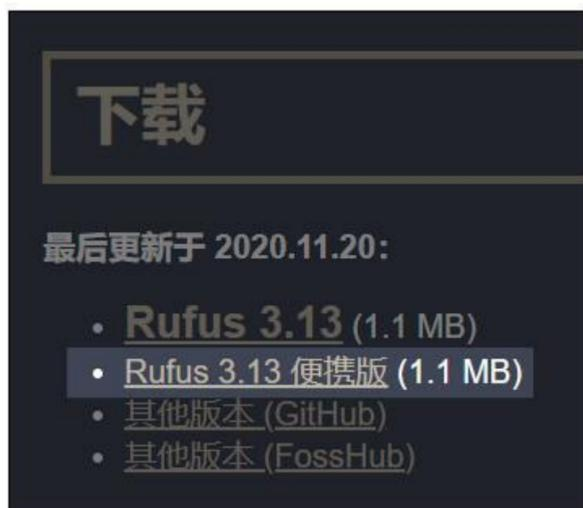 下载
最后更新于 2020.11.20：
• Rufus 3.13 (1.1 MB)
• Rufus 3.13 便携版 (1.1 MB)
• 其他版本 (GitHub)
• 其他版本 (FossHub)